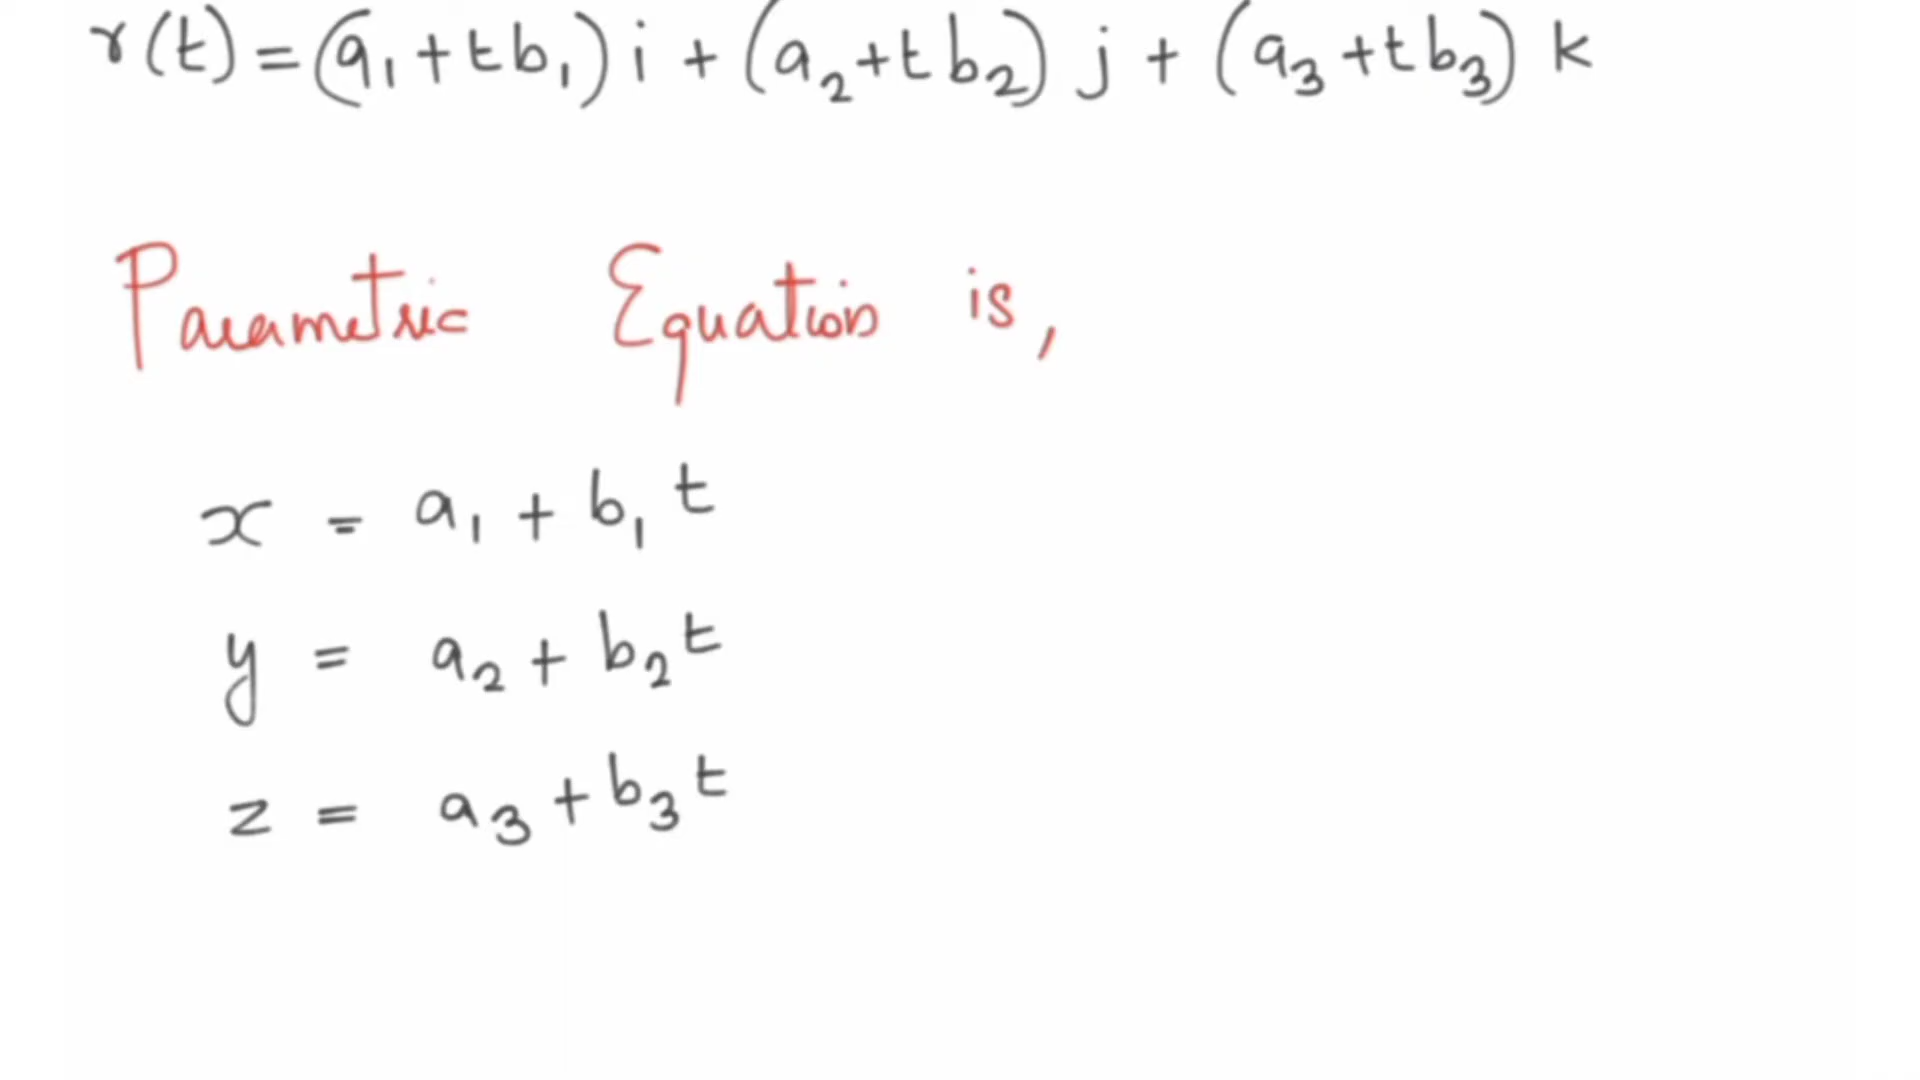 r(t) = (a₁ + tb₁) i + (a₂ + tb₂) j + (a₃ + tb₃) k
Parametric Equation is,
x = a₁ + b₁ t
y = a₂ + b₂ t
z = a₃ + b₃ t